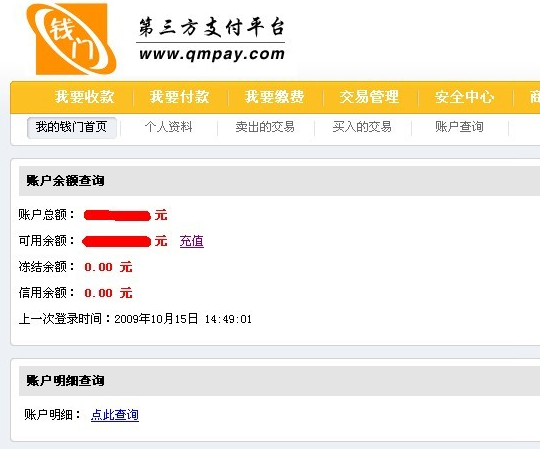 钱门
第三方支付平台
www.qmpay.com
我要收款 我要付款 我要缴费 交易管理 安全中心
我的钱门首页 个人资料 卖出的交易 买入的交易 账户查询
账户余额查询
账户总额： 元
可用余额： 元 充值
冻结余额： 0.00 元
信用余额： 0.00 元
上一次登录时间：2009年10月15日 14:49:01
账户明细查询
账户明细： 点此查询